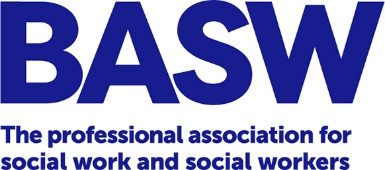 BASW
The professional association for
social work and social workers